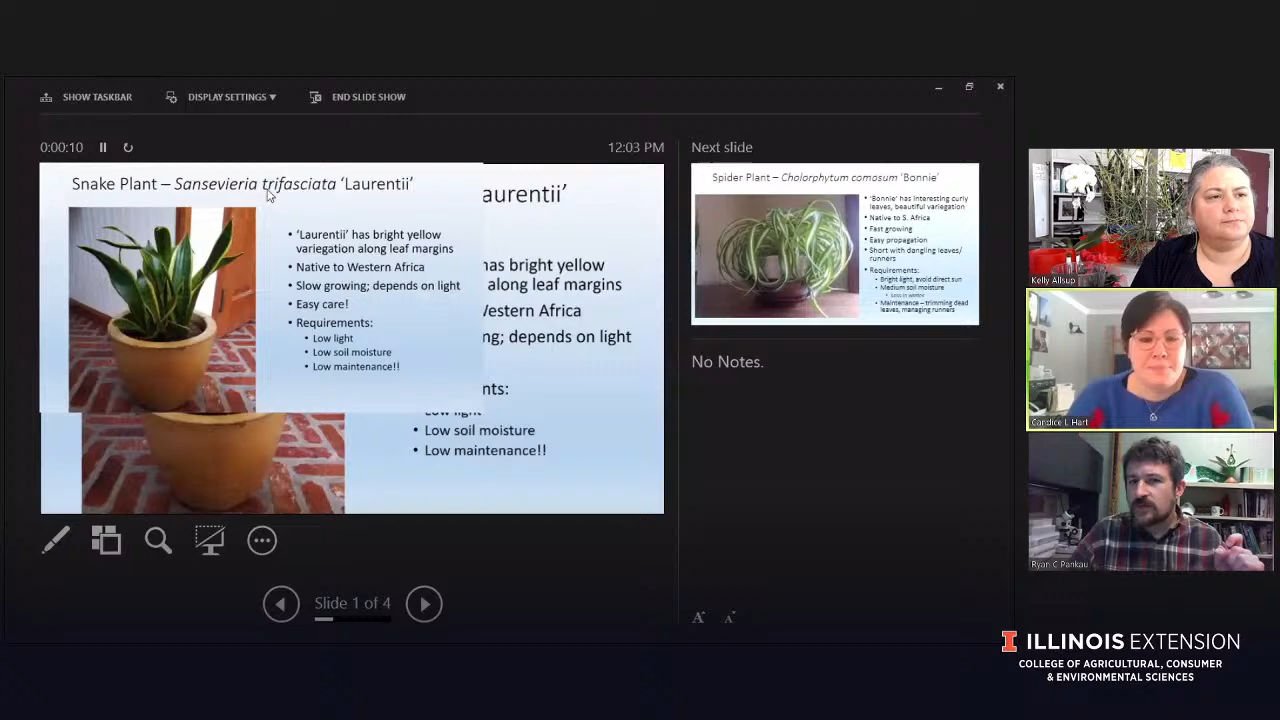 SHOW TASKBAR
DISPLAY SETTINGS ▼
END SLIDE SHOW
0:00:10
12:03 PM
Snake Plant – Sansevieria trifasciata ‘Laurentii’
• ‘Laurentii’ has bright yellow
variegation along leaf margins
• Native to Western Africa
• Slow growing; depends on light
• Easy care!
• Requirements:
• Low light
• Low soil moisture
• Low maintenance!!
aurentii’
has bright yellow
along leaf margins
Western Africa
ng; depends on light
nts:
Low light
• Low soil moisture
• Low maintenance!!
Slide 1 of 4
Next slide
Spider Plant – Cholorphytum comosum ‘Bonnie’
• ‘Bonnie’ has interesting curly
leaves, beautiful variegation
• Native to S. Africa
• Fast growing
• Easy propagation
• Short with dangling leaves/
runners
• Requirements:
• Bright light, avoid direct sun
• Medium soil moisture
• Less in winter
• Maintenance – trimming dead
leaves, managing runners
No Notes.
A A
Kelly Allsup
Candice L Hart
Ryan C Pankau
I ILLINOIS EXTENSION
COLLEGE OF AGRICULTURAL, CONSUMER
& ENVIRONMENTAL SCIENCES